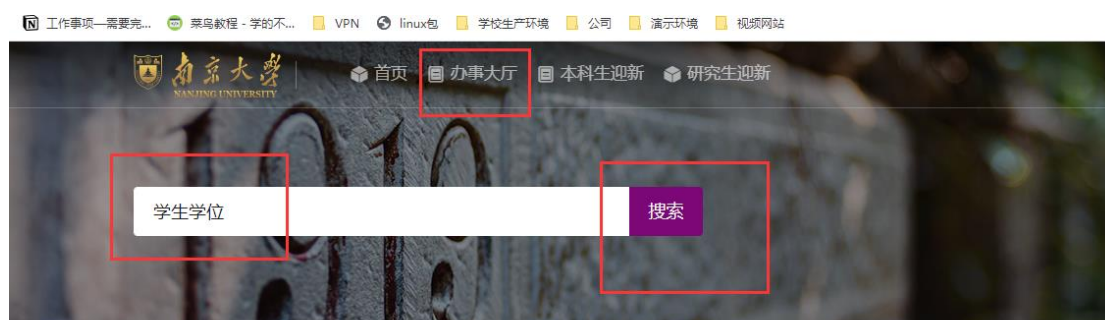 工作事项—需要完... 菜鸟教程 - 学的不... VPN linux包 学校生产环境 公司 演示环境 视频网站
南京大學 首页 办事大厅 本科生迎新 研究生迎新
NANJING UNIVERSITY
1919
学生学位 搜索